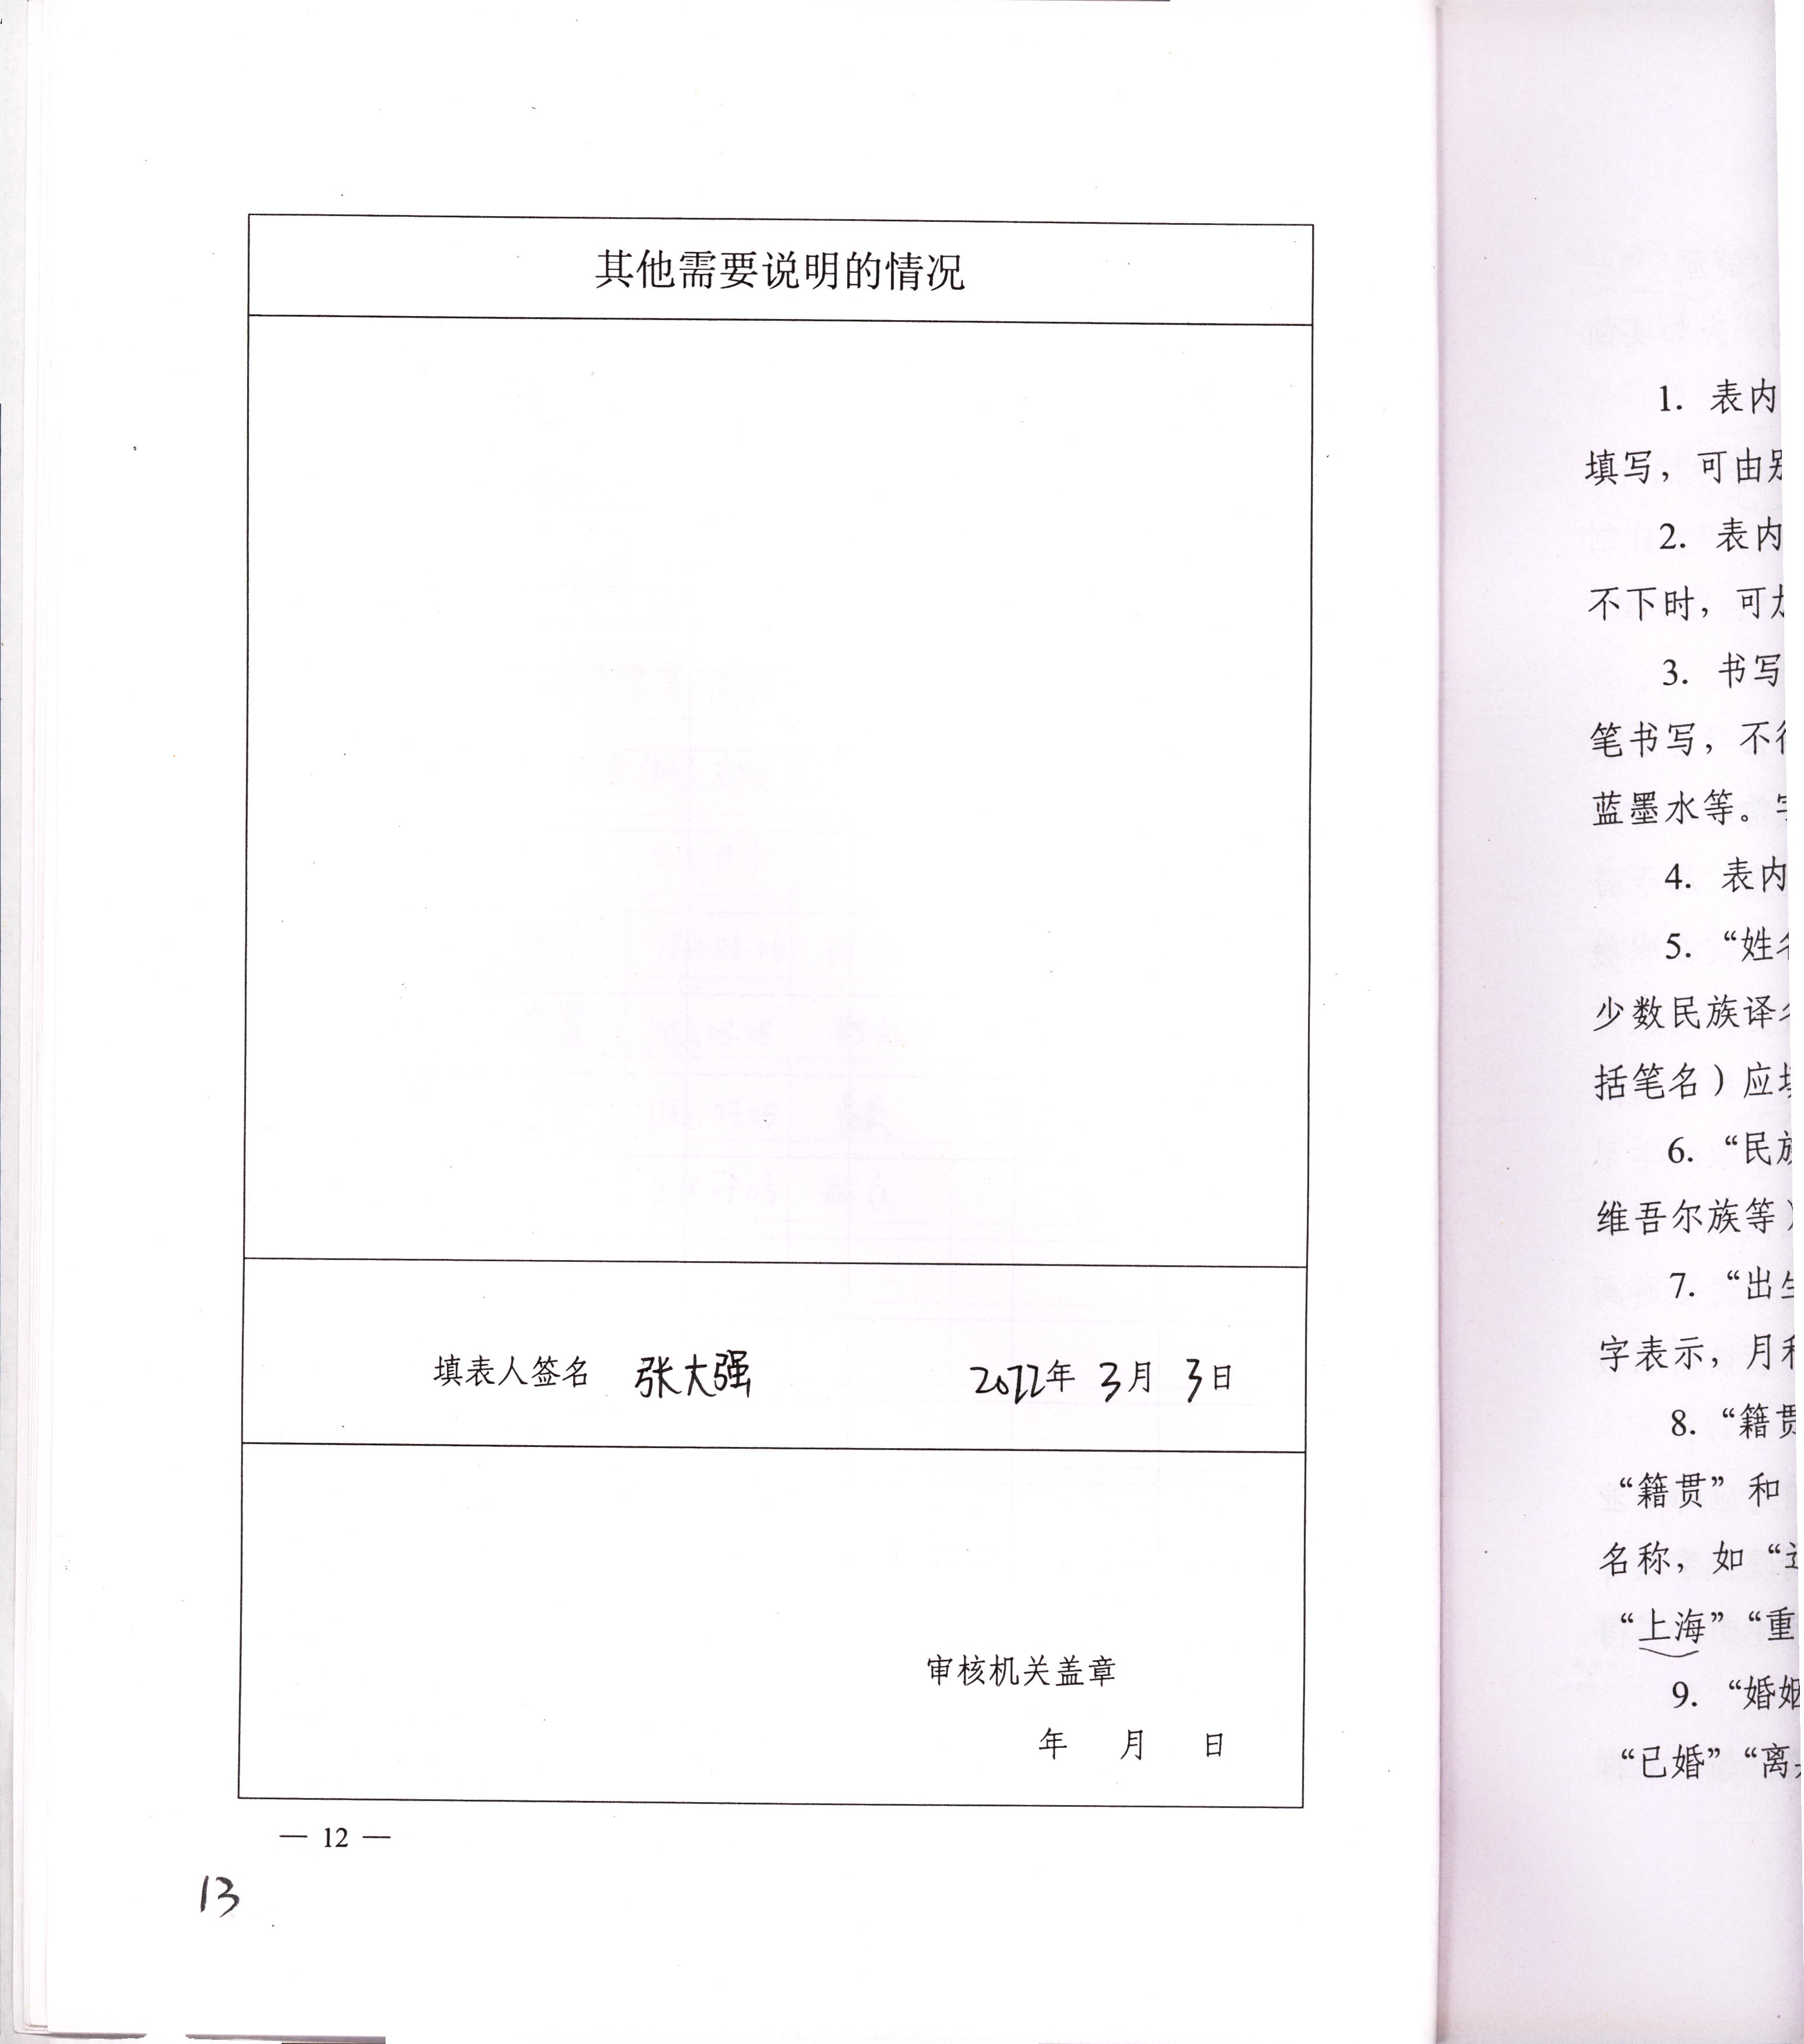 其他需要说明的情况
填表人签名 张大强 2022年 3月 3日
审核机关盖章
年 月 日
— 12 —
13
1. 表内
填写，可由
2. 表内
不下时，可
3. 书写
笔书写，不
蓝墨水等。
4. 表内
5. “姓
少数民族译
括笔名）应
6. “民
维吾尔族等）
7. “出
字表示，月
8. “籍贯
“籍贯” 和
名称，如 “
“上海” “重
9. “婚姻
“已婚” “离